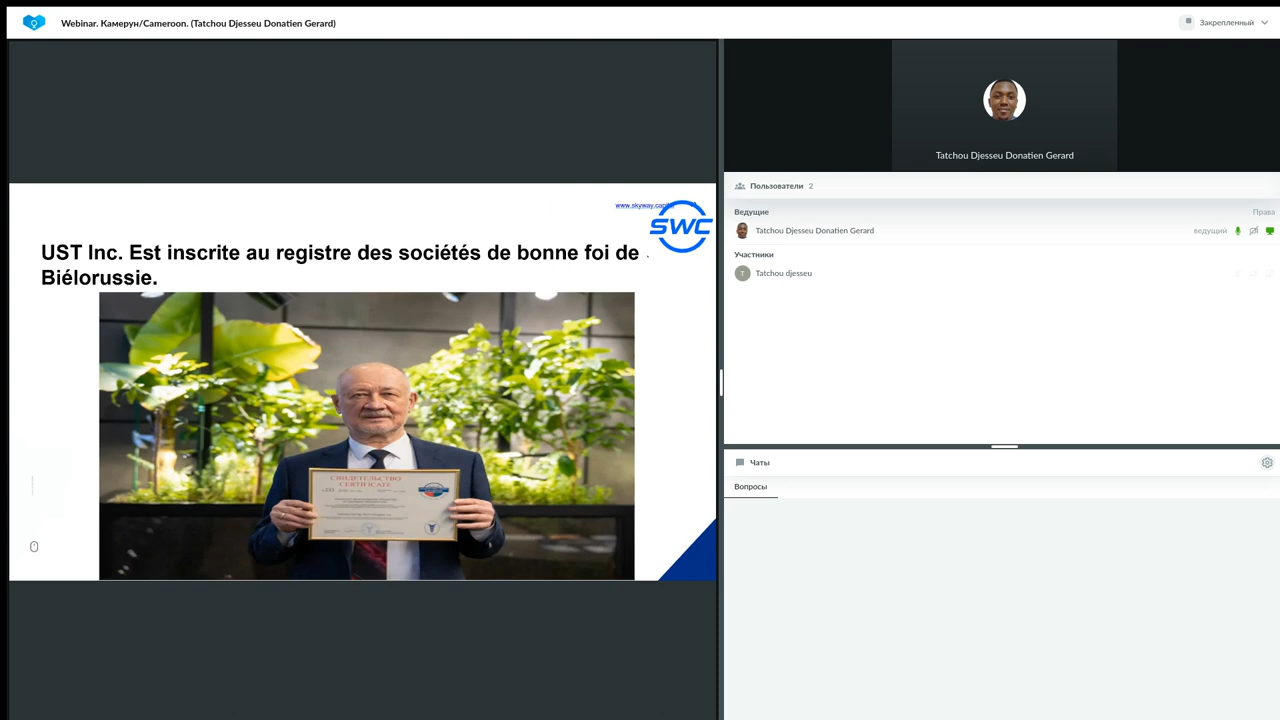 Webinar. Камерун/Cameroon. (Tatchou Djesseu Donatien Gerard)
Закрепленный
www.skyway.capital
SWC
UST Inc. Est inscrite au registre des sociétés de bonne foi de
Biélorussie.
СВИДЕТЕЛЬСТВО
CERTIFICATE
Tatchou Djesseu Donatien Gerard
Пользователи 2
Ведущие Права
Tatchou Djesseu Donatien Gerard ведущий
Участники
T Tatchou djesseu
Чаты
Вопросы